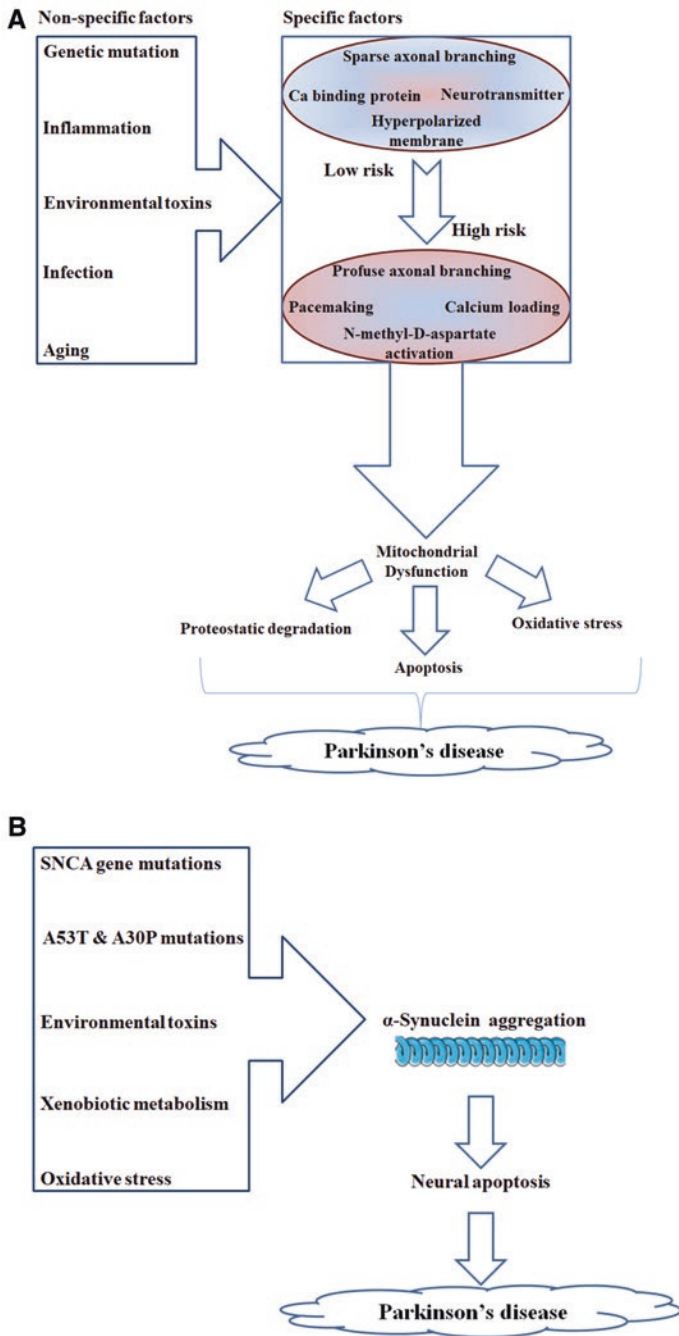 A
Non-specific factors
Genetic mutation
Inflammation
Environmental toxins
Infection
Aging
Specific factors
Sparse axonal branching
Ca binding protein
Neurotransmitter
Hyperpolarized
membrane
Low risk
High risk
Profuse axonal branching
Pacemaking
Calcium loading
N-methyl-D-aspartate
activation
Mitochondrial
Dysfunction
Proteostatic degradation
Apoptosis
Oxidative stress
Parkinson's disease
B
SNCA gene mutations
A53T & A30P mutations
Environmental toxins
Xenobiotic metabolism
Oxidative stress
α-Synuclein aggregation
Neural apoptosis
Parkinson's disease